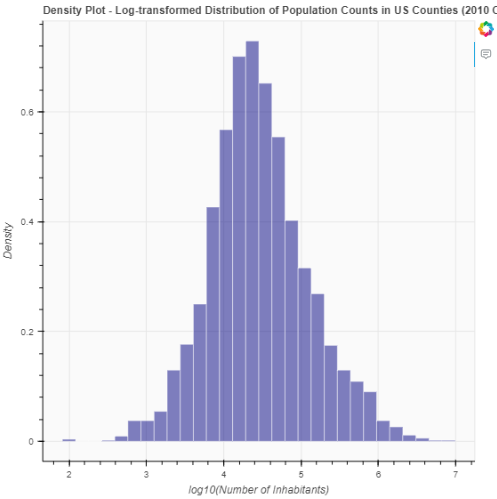 Density Plot - Log-transformed Distribution of Population Counts in US Counties (2010 C
0.6
0.4
0.2
0
Density
2 3 4 5 6 7
log10(Number of Inhabitants)